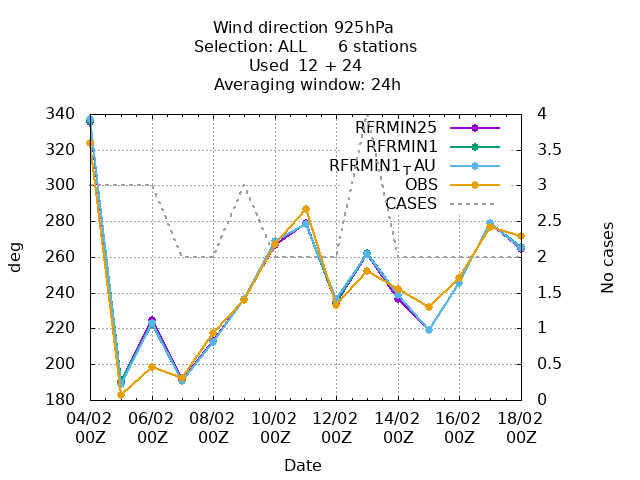 Wind direction 925hPa
Selection: ALL 6 stations
Used 12 + 24
Averaging window: 24h
RFRMIN25
RFRMIN1
RFRMIN1TAU
OBS
CASES
340
320
300
280
260
240
220
200
180
4
3.5
3
2.5
2
1.5
1
0.5
0
deg
No cases
04/02 06/02 08/02 10/02 12/02 14/02 16/02 18/02
00Z 00Z 00Z 00Z 00Z 00Z 00Z 00Z
Date